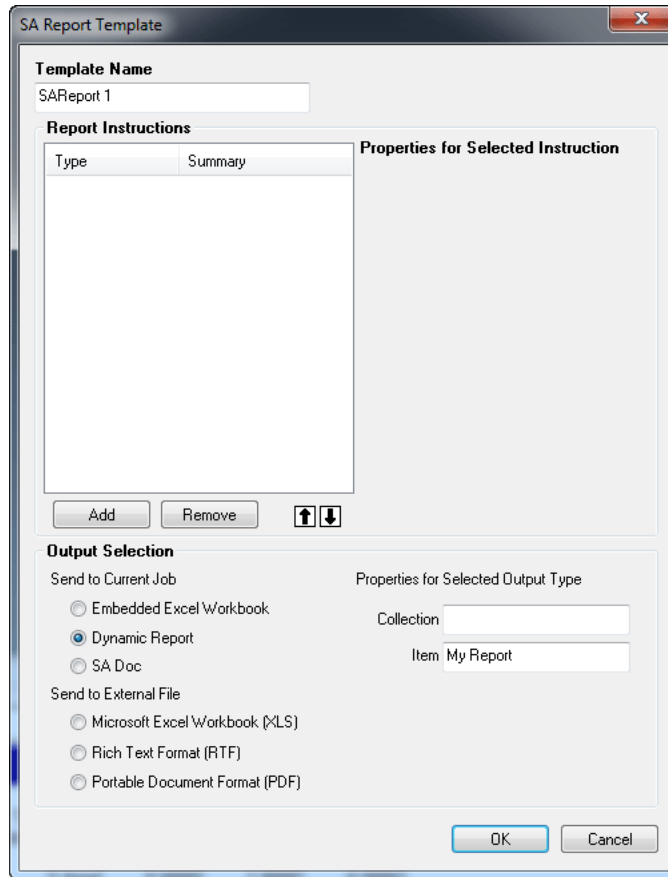 SA Report Template
Template Name
SAReport 1
Report Instructions
Type Summary
Properties for Selected Instruction
Add Remove
Output Selection
Send to Current Job
Embedded Excel Workbook
Dynamic Report
SA Doc
Send to External File
Microsoft Excel Workbook (XLS)
Rich Text Format (RTF)
Portable Document Format (PDF)
Properties for Selected Output Type
Collection
Item My Report
OK Cancel